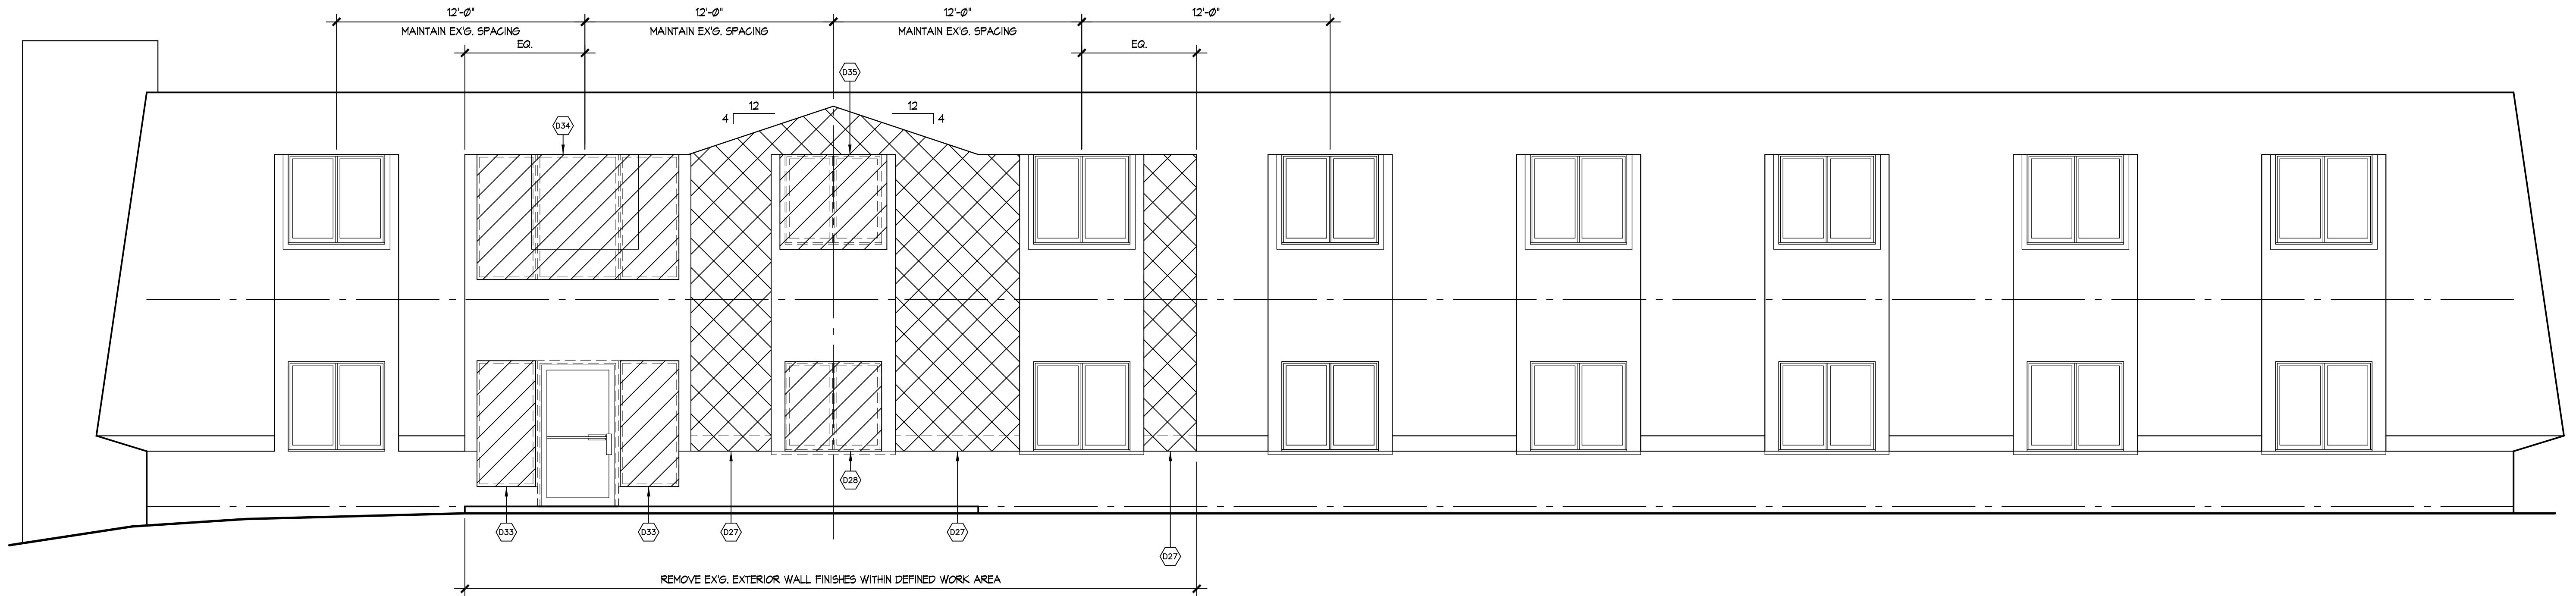 12'-0" 12'-0" 12'-0" 12'-0"
MAINTAIN EX'G. SPACING MAINTAIN EX'G. SPACING MAINTAIN EX'G. SPACING
EQ. EQ.
D35
12 12
4 4
D34
D28
D33 D33 D27 D27
D27
REMOVE EX'G. EXTERIOR WALL FINISHES WITHIN DEFINED WORK AREA